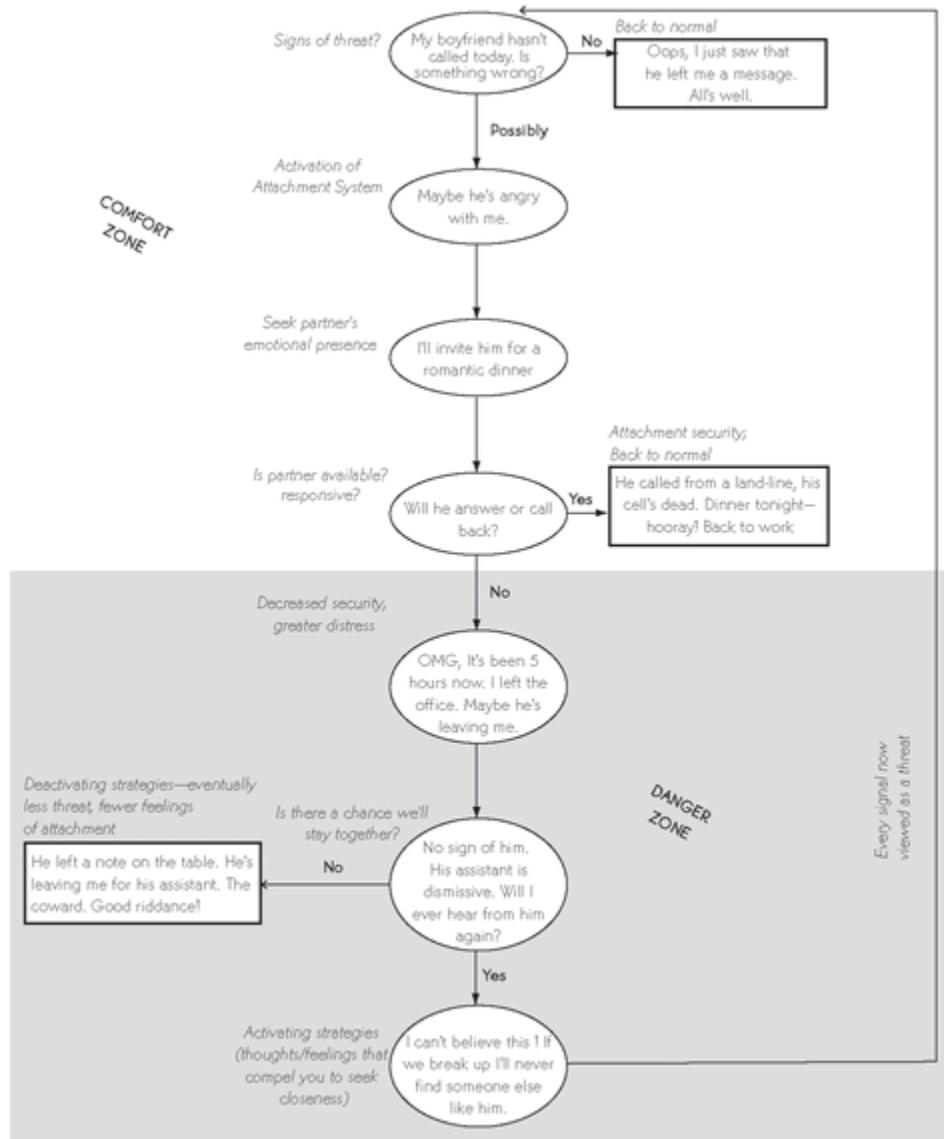 Signs of threat?
My boyfriend hasn't
called today. Is
something wrong?
No
Back to normal
Oops, I just saw that
he left me a message.
All's well.
Possibly
Activation of
Attachment System
Maybe he's angry
with me.
COMFORT
ZONE
Seek partner's
emotional presence
I'll invite him for a
romantic dinner
Is partner available?
responsive?
Will he answer or call
back?
Yes
Attachment security;
Back to normal
He called from a land-line, his
cell's dead. Dinner tonight—
hooray! Back to work
No
Decreased security,
greater distress
OMG, It's been 5
hours now. I left the
office. Maybe he's
leaving me.
DANGER
ZONE
Every signal now
viewed as a threat
Is there a chance we'll
stay together?
No sign of him.
His assistant is
dismissive. Will I
ever hear from him
again?
No
Deactivating strategies—eventually
less threat, fewer feelings
of attachment
He left a note on the table. He's
leaving me for his assistant. The
coward. Good riddance!
Yes
Activating strategies
(thoughts/feelings that
compel you to seek
closeness)
I can't believe this ! If
we break up I'll never
find someone else
like him.